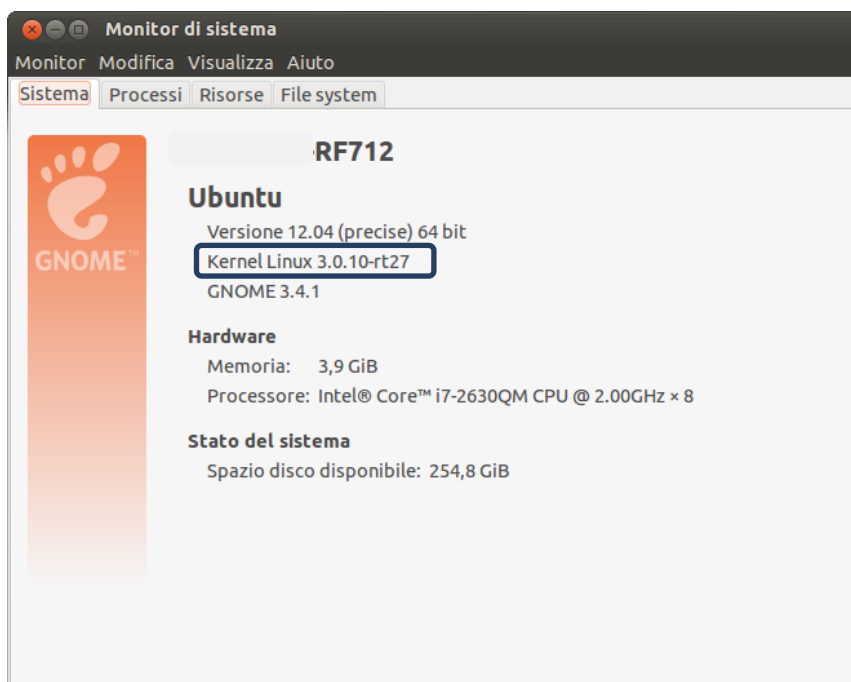 Monitor di sistema
Monitor Modifica Visualizza Aiuto
Sistema Processi Risorse File system
-RF712
Ubuntu
Versione 12.04 (precise) 64 bit
GNOME™
Kernel Linux 3.0.10-rt27
GNOME 3.4.1
Hardware
Memoria: 3,9 GiB
Processore: Intel® Core™ i7-2630QM CPU @ 2.00GHz × 8
Stato del sistema
Spazio disco disponibile: 254,8 GiB